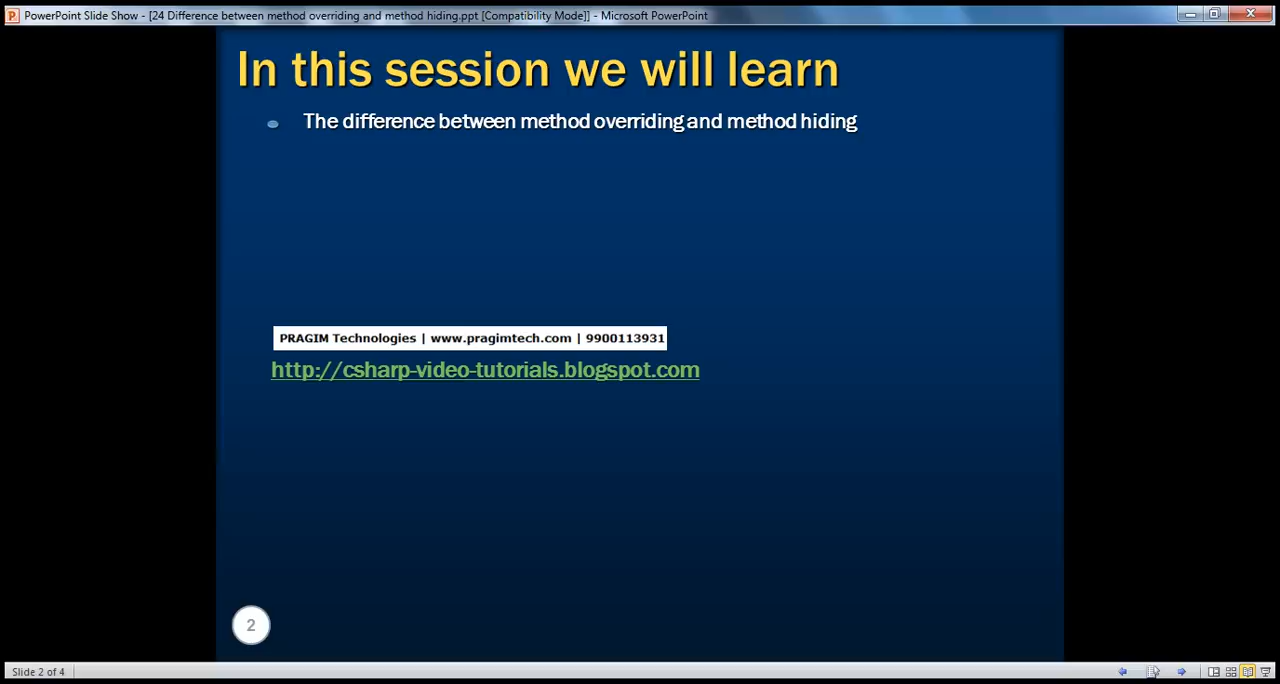 PowerPoint Slide Show - [24 Difference between method overriding and method hiding.ppt [Compatibility Mode]] - Microsoft PowerPoint
In this session we will learn
The difference between method overriding and method hiding
PRAGIM Technologies | www.pragimtech.com | 9900113931
http://csharp-video-tutorials.blogspot.com
2
Slide 2 of 4